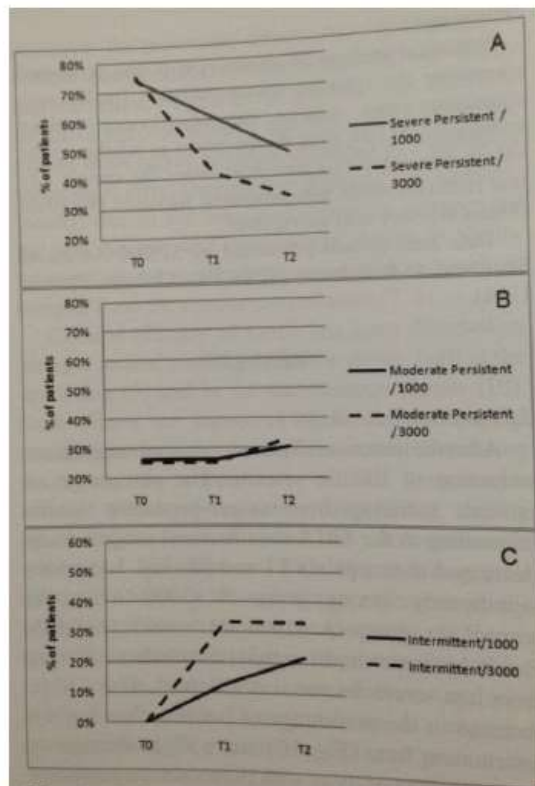 A
80%
70%
60%
50%
40%
30%
20%
% of patients
T0
T1
T2
Severe Persistent /
1000
Severe Persistent/
3000
B
80%
70%
60%
50%
40%
30%
20%
% of patients
T0
T1
T2
Moderate Persistent
/1000
Moderate Persistent
/3000
C
60%
50%
40%
30%
20%
10%
0%
% of patients
T0
T1
T2
Intermittent/1000
Intermittent/3000